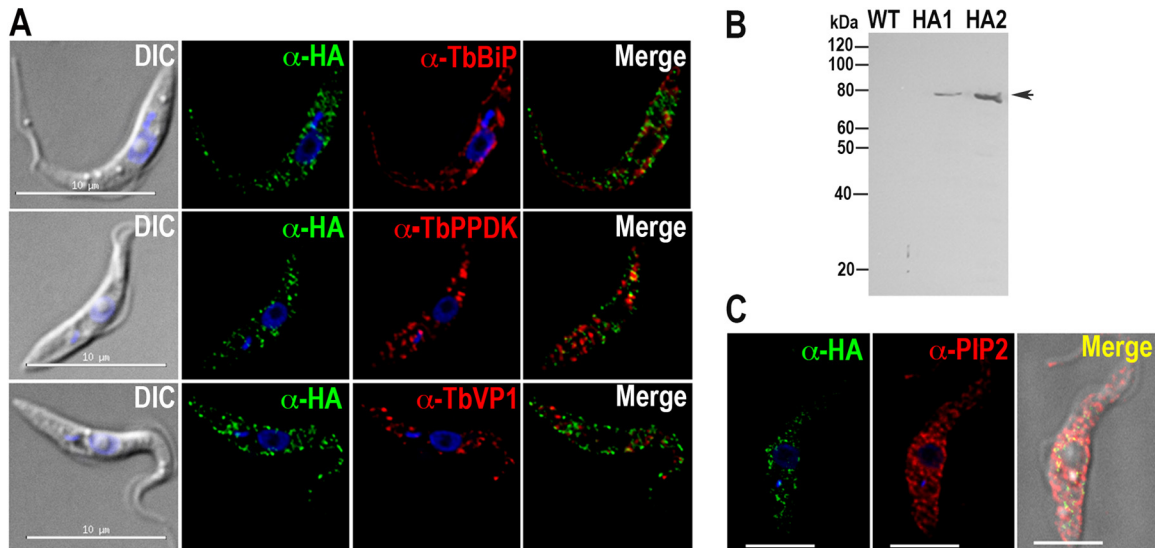 A
DIC α-HA α-TbBiP Merge
10 μm
DIC α-HA α-TbPPDK Merge
10 μm
DIC α-HA α-TbVP1 Merge
10 μm
B
kDa WT HA1 HA2
120
100
80
60
50
40
20
C
α-HA α-PIP2 Merge